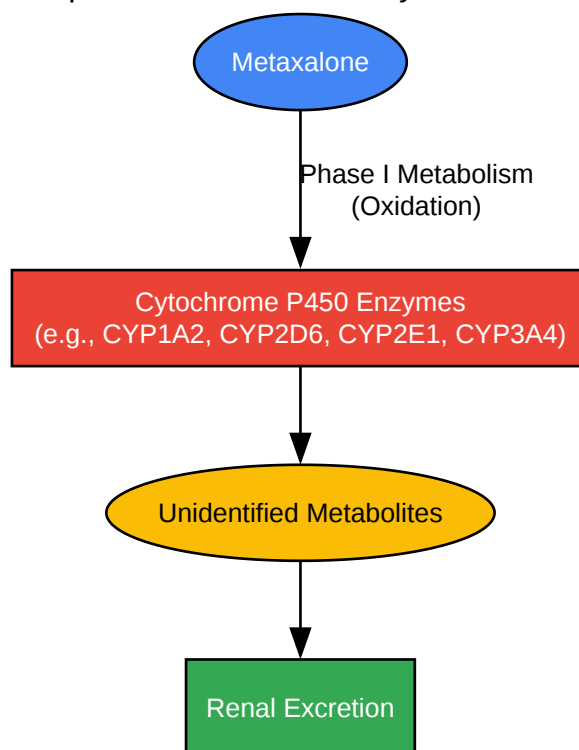 Metaxalone
Phase I Metabolism
(Oxidation)
Cytochrome P450 Enzymes
(e.g., CYP1A2, CYP2D6, CYP2E1, CYP3A4)
Unidentified Metabolites
Renal Excretion